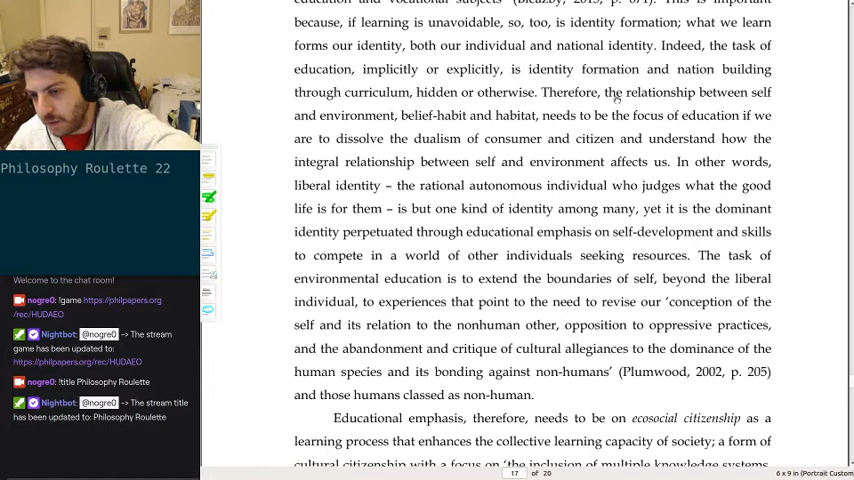 education and vocational subjects' (Biesta, 2013, p. 671). This is important
because, if learning is unavoidable, so, too, is identity formation; what we learn
forms our identity, both our individual and national identity. Indeed, the task of
education, implicitly or explicitly, is identity formation and nation building
through curriculum, hidden or otherwise. Therefore, the relationship between self
and environment, belief-habit and habitat, needs to be the focus of education if we
are to dissolve the dualism of consumer and citizen and understand how the
integral relationship between self and environment affects us. In other words,
liberal identity – the rational autonomous individual who judges what the good
life is for them – is but one kind of identity among many, yet it is the dominant
identity perpetuated through educational emphasis on self-development and skills
to compete in a world of other individuals seeking resources. The task of
environmental education is to extend the boundaries of self, beyond the liberal
individual, to experiences that point to the need to revise our 'conception of the
self and its relation to the nonhuman other, opposition to oppressive practices,
and the abandonment and critique of cultural allegiances to the dominance of the
human species and its bonding against non-humans' (Plumwood, 2002, p. 205)
and those humans classed as non-human.
Educational emphasis, therefore, needs to be on ecosocial citizenship as a
learning process that enhances the collective learning capacity of society; a form of
cultural citizenship with a focus on 'the inclusion of multiple knowledge systems,
17 of 20
6 x 9 in (Portrait Custom
Philosophy Roulette 22
Welcome to the chat room!
nogre0: !game https://philpapers.org
/rec/HUDAEO
Nightbot: @nogre0 -> The stream
game has been updated to:
https://philpapers.org/rec/HUDAEO
nogre0: !title Philosophy Roulette
Nightbot: @nogre0 -> The stream title
has been updated to: Philosophy Roulette